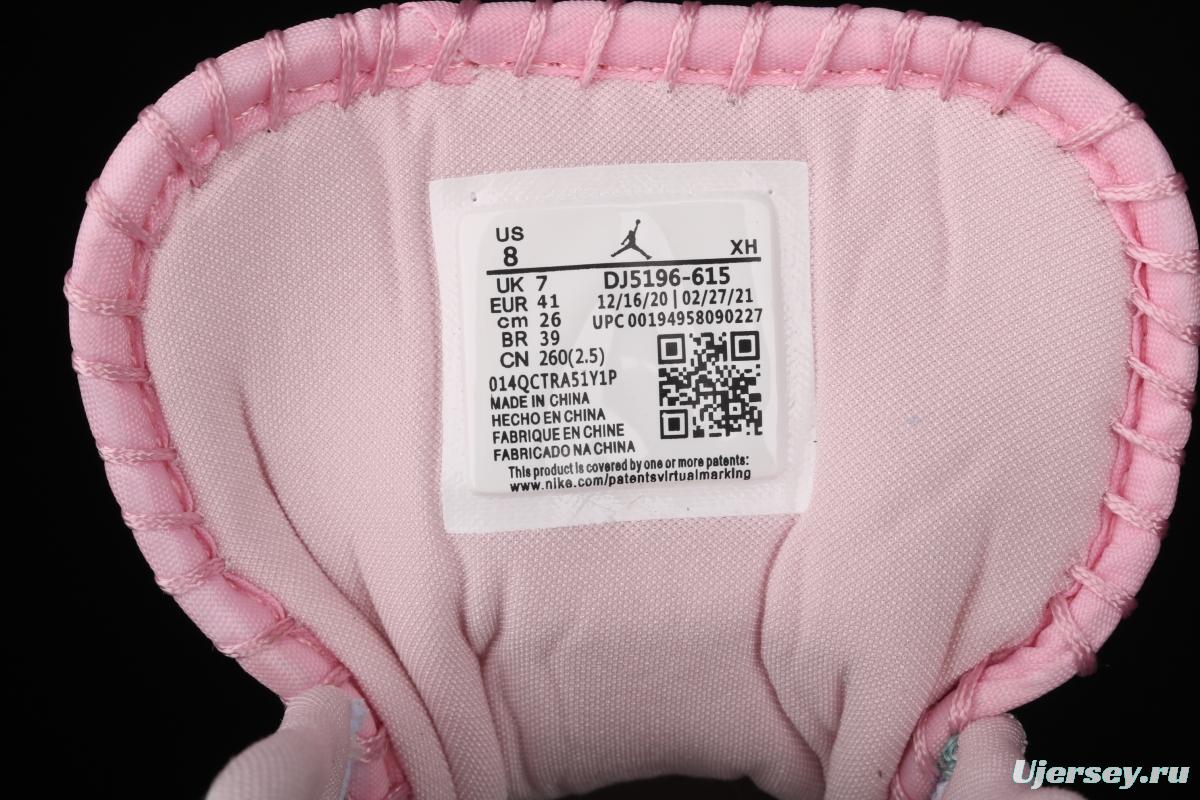 US
8
XH
UK 7
DJ5196-615
EUR 41
12/16/20 | 02/27/21
cm 26
UPC 00194958090227
BR 39
CN 260(2.5)
014QCTRA51Y1P
MADE IN CHINA
HECHO EN CHINA
FABRIQUE EN CHINE
FABRICADO NA CHINA
This product is covered by one or more patents:
www.nike.com/patentsvirtualmarking
Ujersey.ru